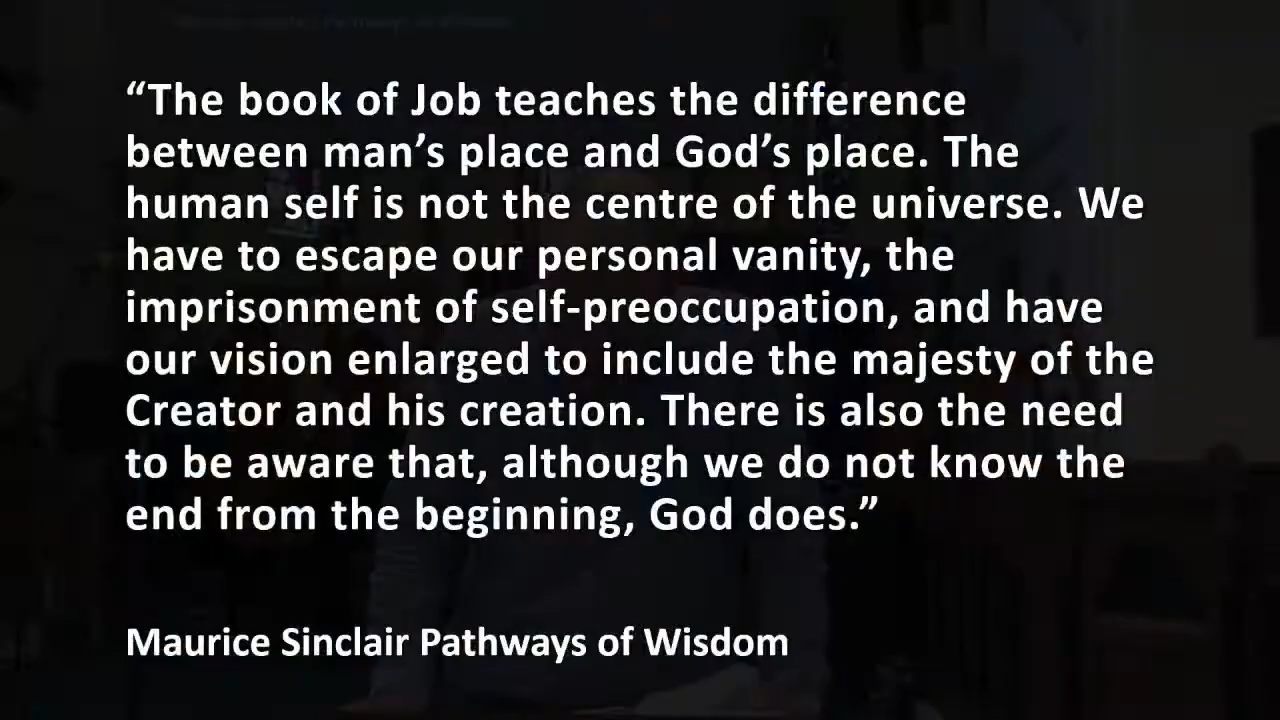 “The book of Job teaches the difference
between man’s place and God’s place. The
human self is not the centre of the universe. We
have to escape our personal vanity, the
imprisonment of self-preoccupation, and have
our vision enlarged to include the majesty of the
Creator and his creation. There is also the need
to be aware that, although we do not know the
end from the beginning, God does.”
Maurice Sinclair Pathways of Wisdom